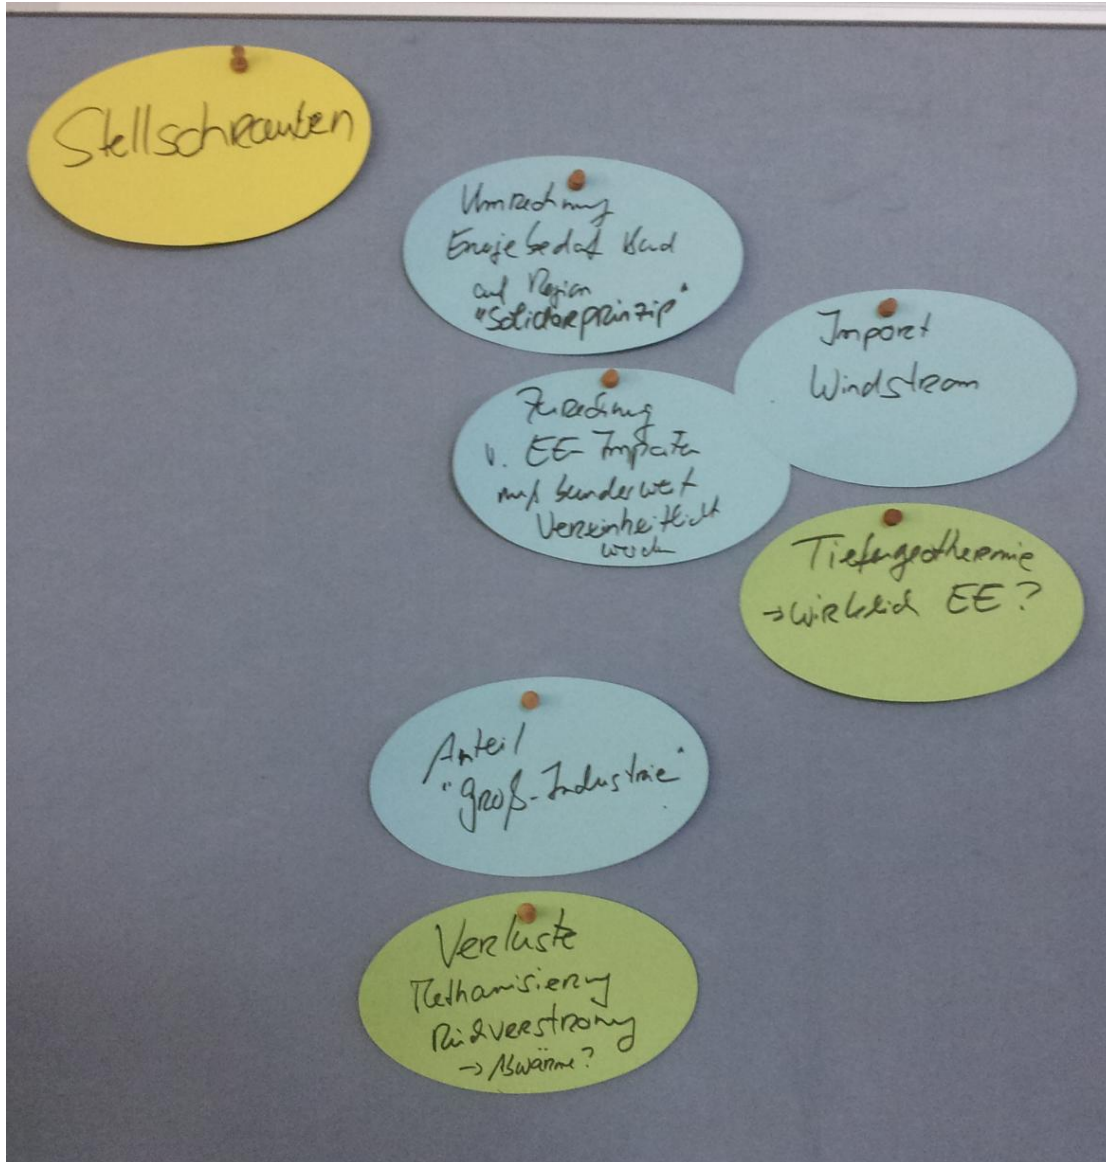 Stellschrauben
Umrechnung
Energiebedarf Bund
auf Region
"Solidarprinzip"
Import
Windstrom
Zurechnung
v. EE-Importen
muß bundesweit
Vereinheitlicht
werden
Tiefengeothermie
→ wirklich EE?
Anteil
"Groß-Industrie"
Verluste
Methanisierung
Rückverstromung
→ Abwärme?